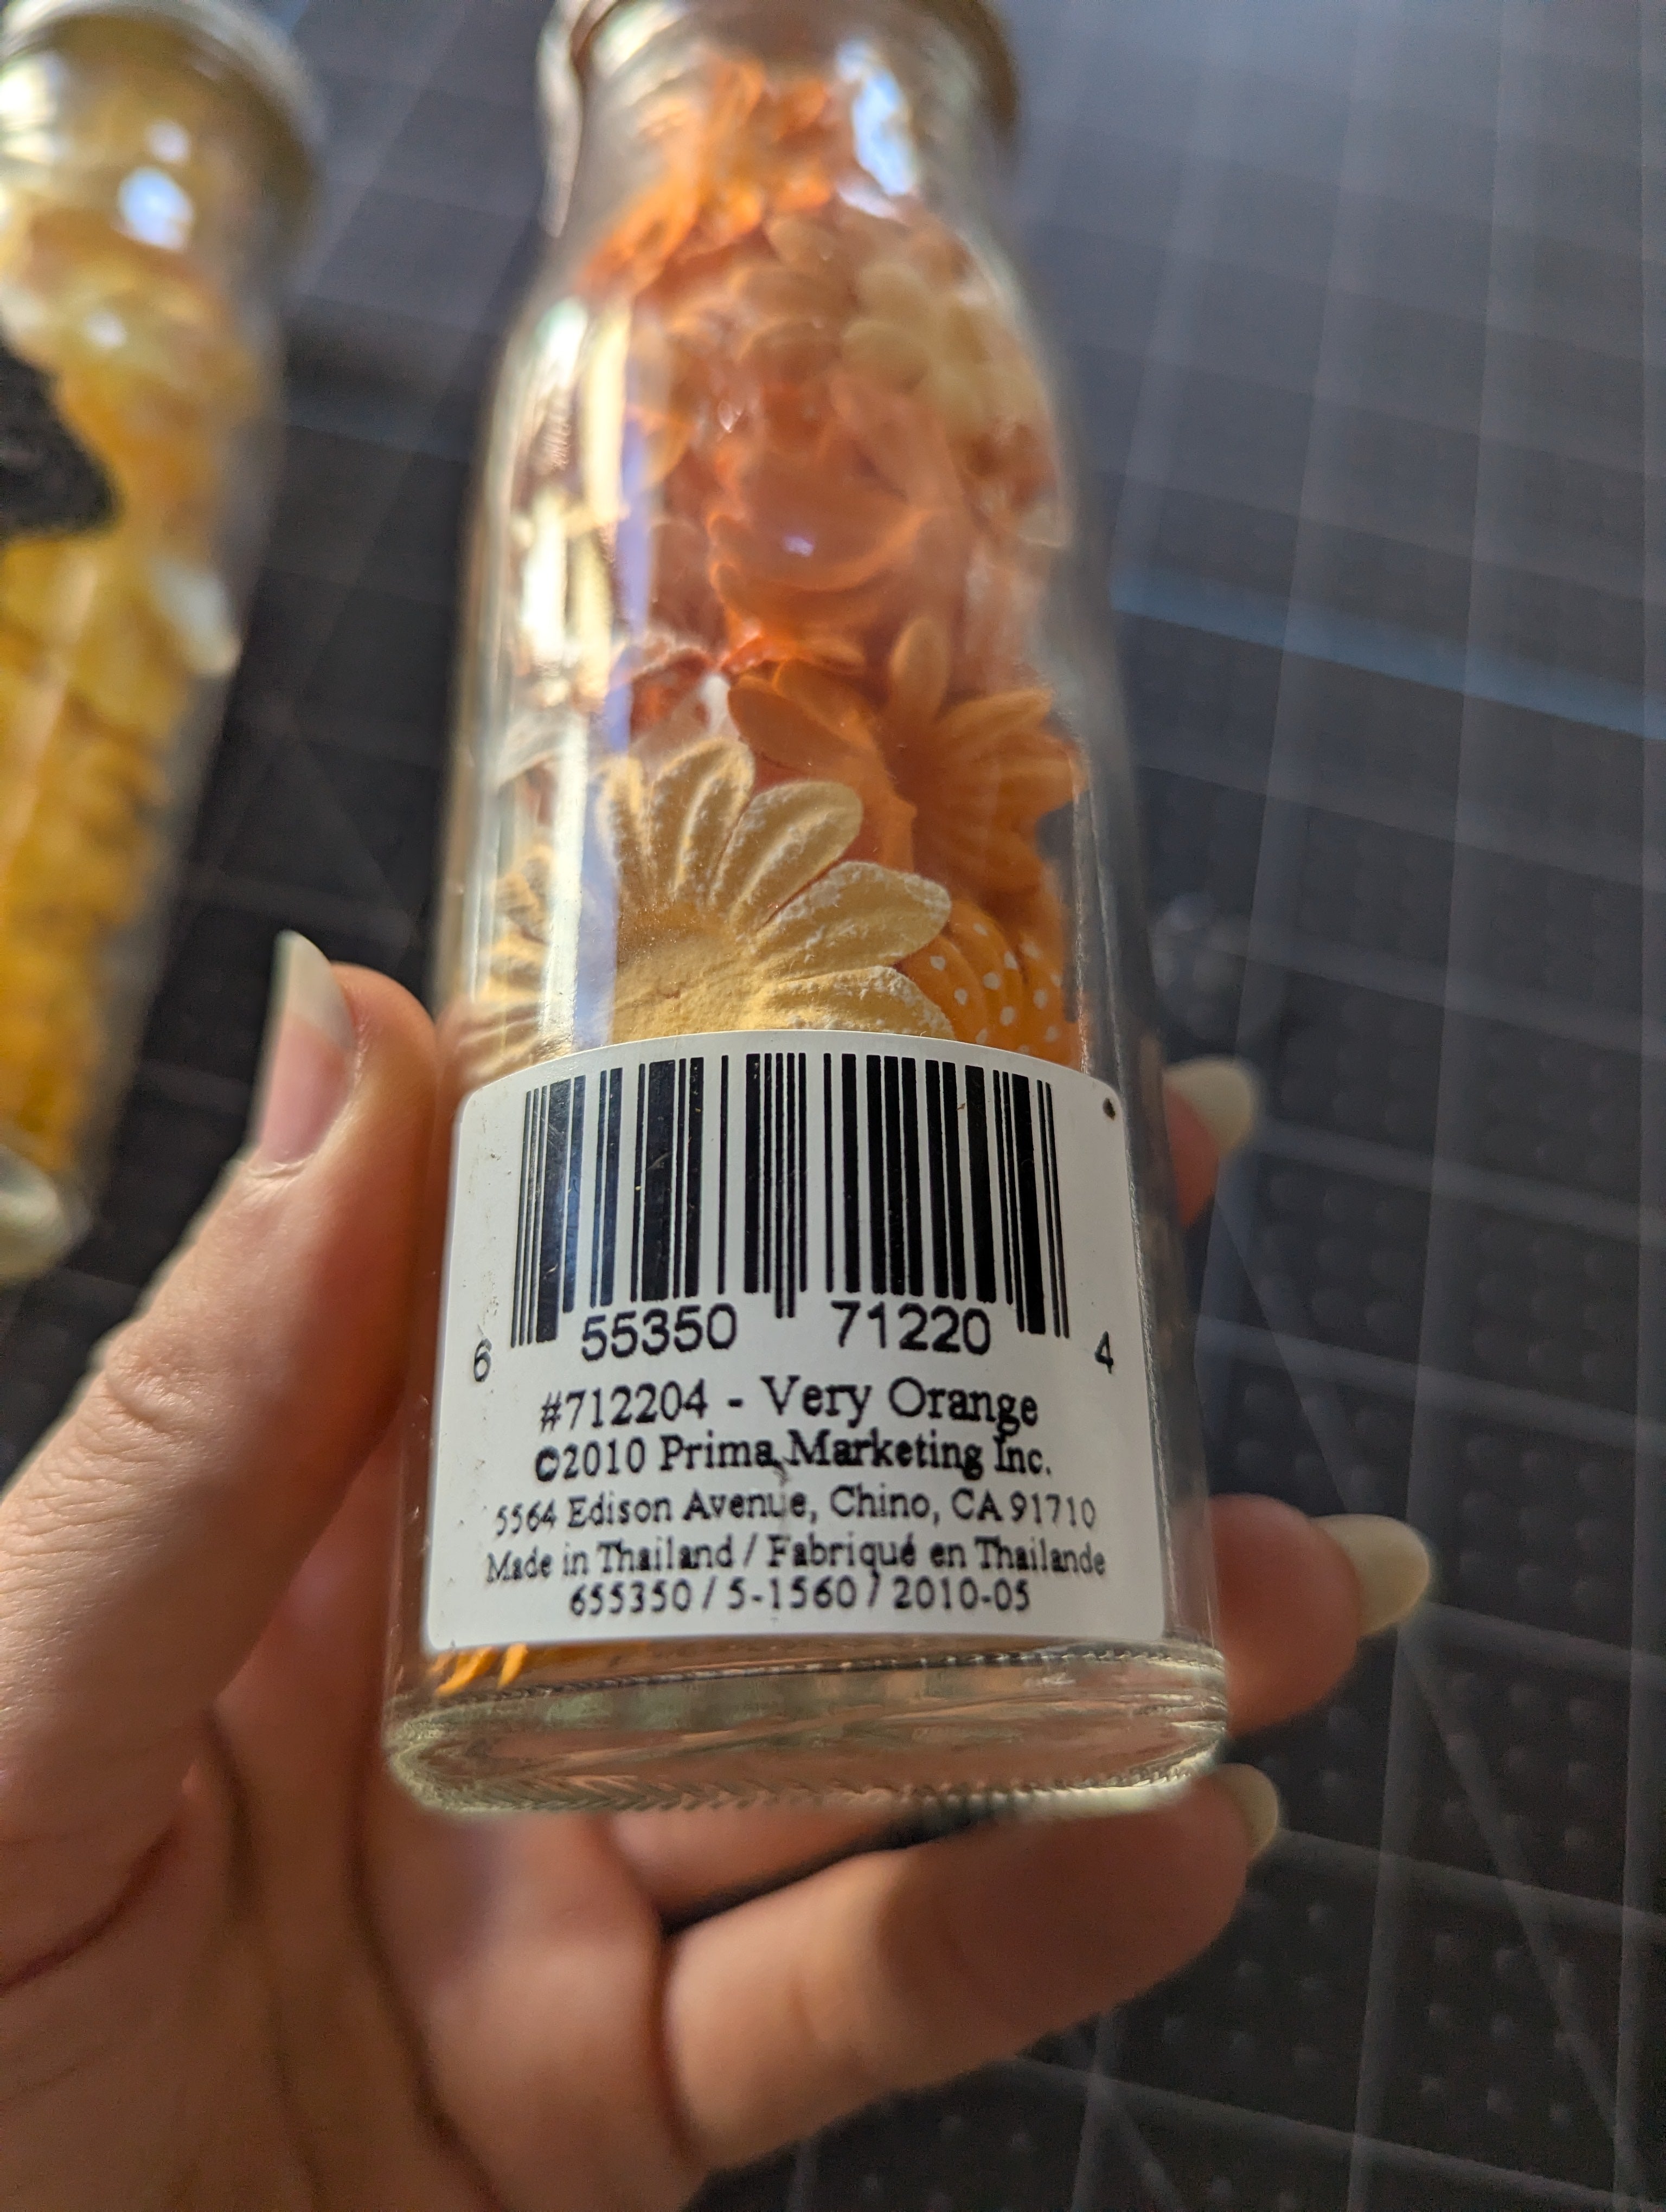 6 55350 71220 4
#712204 - Very Orange
©2010 Prima Marketing Inc.
5564 Edison Avenue, Chino, CA 91710
Made in Thailand / Fabriqué en Thailande
655350 / 5-1560 / 2010-05